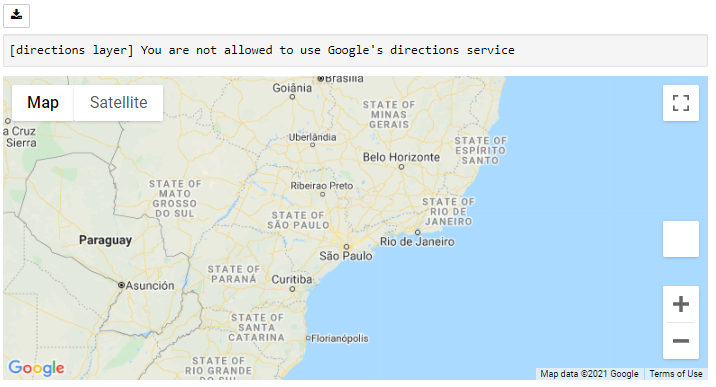 [directions layer] You are not allowed to use Google's directions service
Map Satellite
Brasília
Goiânia
STATE OF
MINAS
GERAIS
a Cruz
Sierra
Uberlândia
STATE OF
ESPÍRITO
SANTO
Belo Horizonte
STATE OF
MATO
GROSSO
DO SUL
Ribeirao Preto
STATE OF
RIO DE
JANEIRO
STATE OF
SÃO PAULO
Paraguay
Rio de Janeiro
São Paulo
STATE OF
PARANÁ
Asunción
Curitiba
STATE OF
SANTA
CATARINA
Florianópolis
STATE OF
RIO GRANDE
DO SUL
Google
Map data ©2021 Google Terms of Use